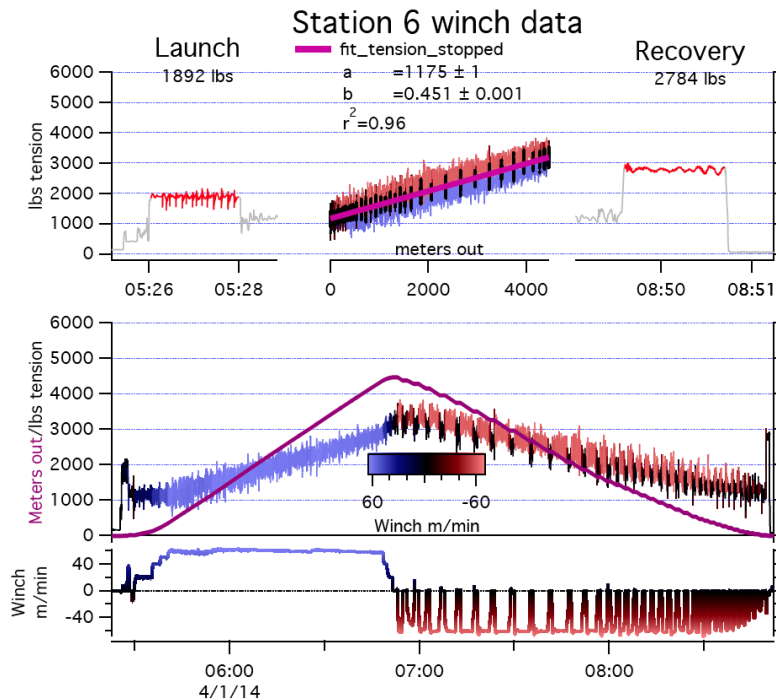 Station 6 winch data
Launch
1892 lbs
fit_tension_stopped
a =1175 ± 1
b =0.451 ± 0.001
r2=0.96
Recovery
2784 lbs
lbs tension
6000
5000
4000
3000
2000
1000
0
meters out
05:26 05:28
0 2000 4000
08:50 08:51
Meters out/lbs tension
6000
5000
4000
3000
2000
1000
0
60 -60
Winch m/min
Winch
m/min
40
0
-40
06:00 07:00 08:00
4/1/14